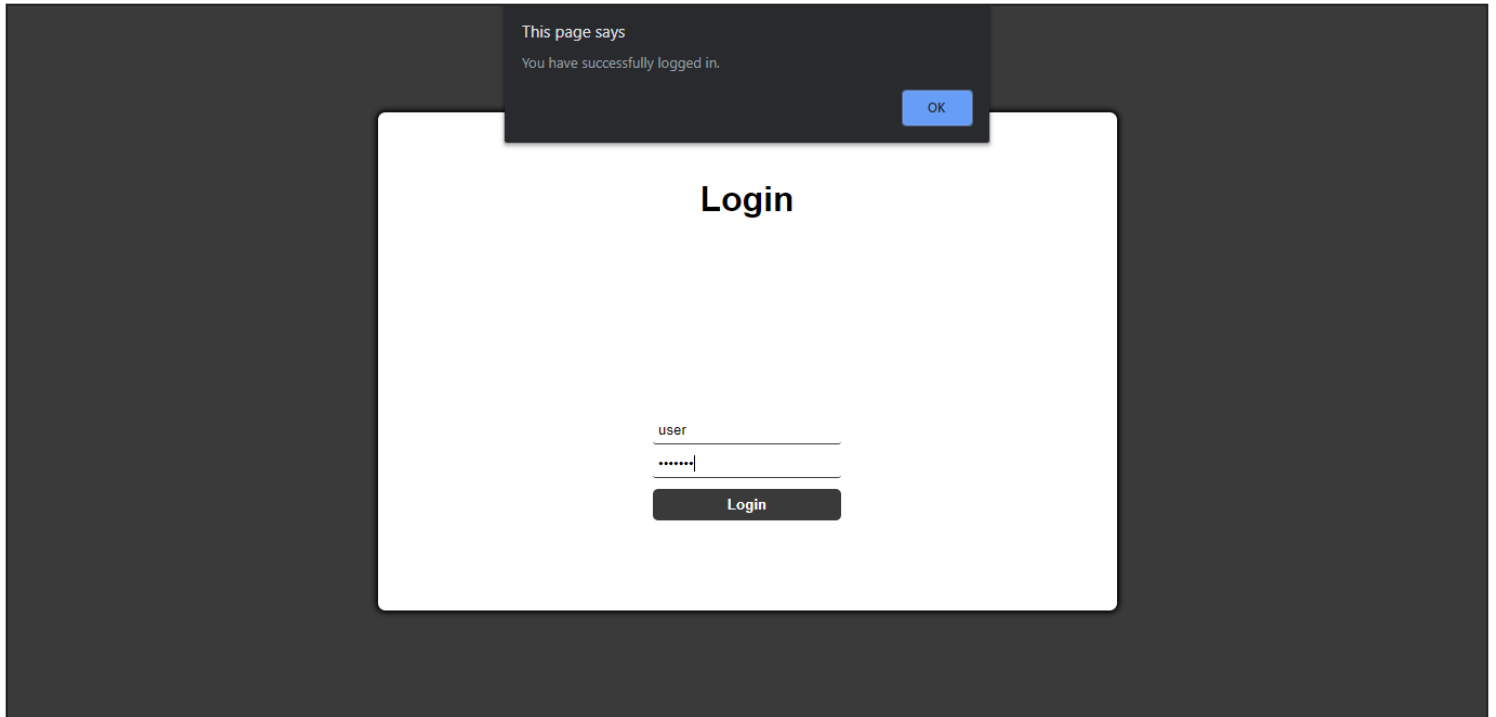 This page says
You have successfully logged in.
OK
Login
user
•••••••
Login